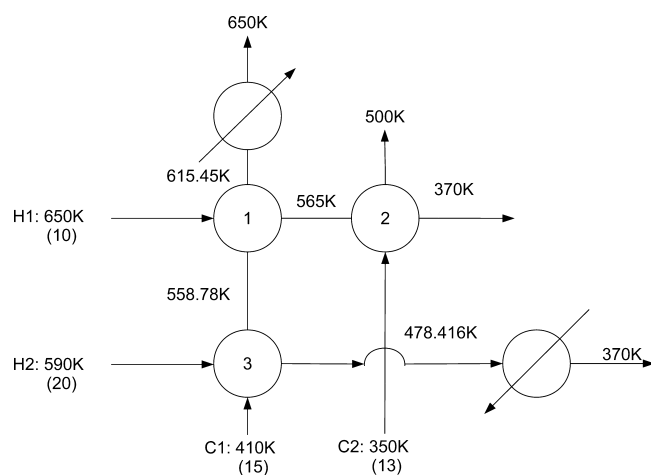 650K
500K
615.45K
565K
370K
H1: 650K
(10)
1
2
558.78K
478.416K
H2: 590K
(20)
3
370K
C1: 410K
(15)
C2: 350K
(13)